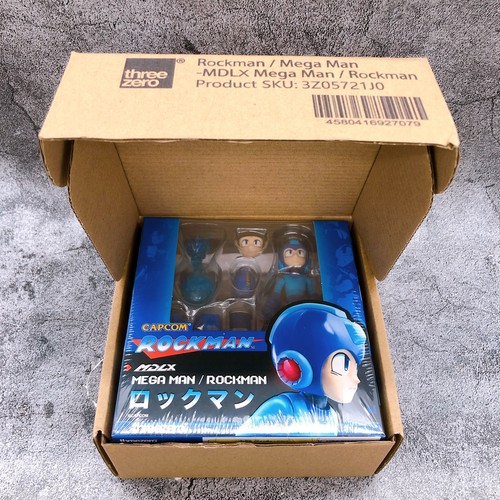 three
zero®
Rockman / Mega Man
-MDLX Mega Man / Rockman
Product SKU: 3Z05721J0
4580416927079
CAPCOM
ROCKMAN
MDLX
MEGA MAN / ROCKMAN
ロックマン